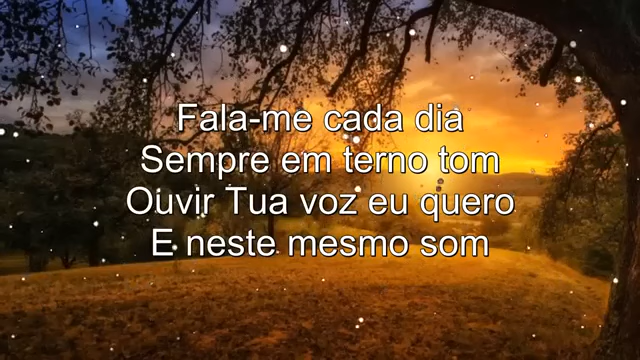 Fala-me cada dia
Sempre em terno tom
Ouvir Tua voz eu quero
E neste mesmo som